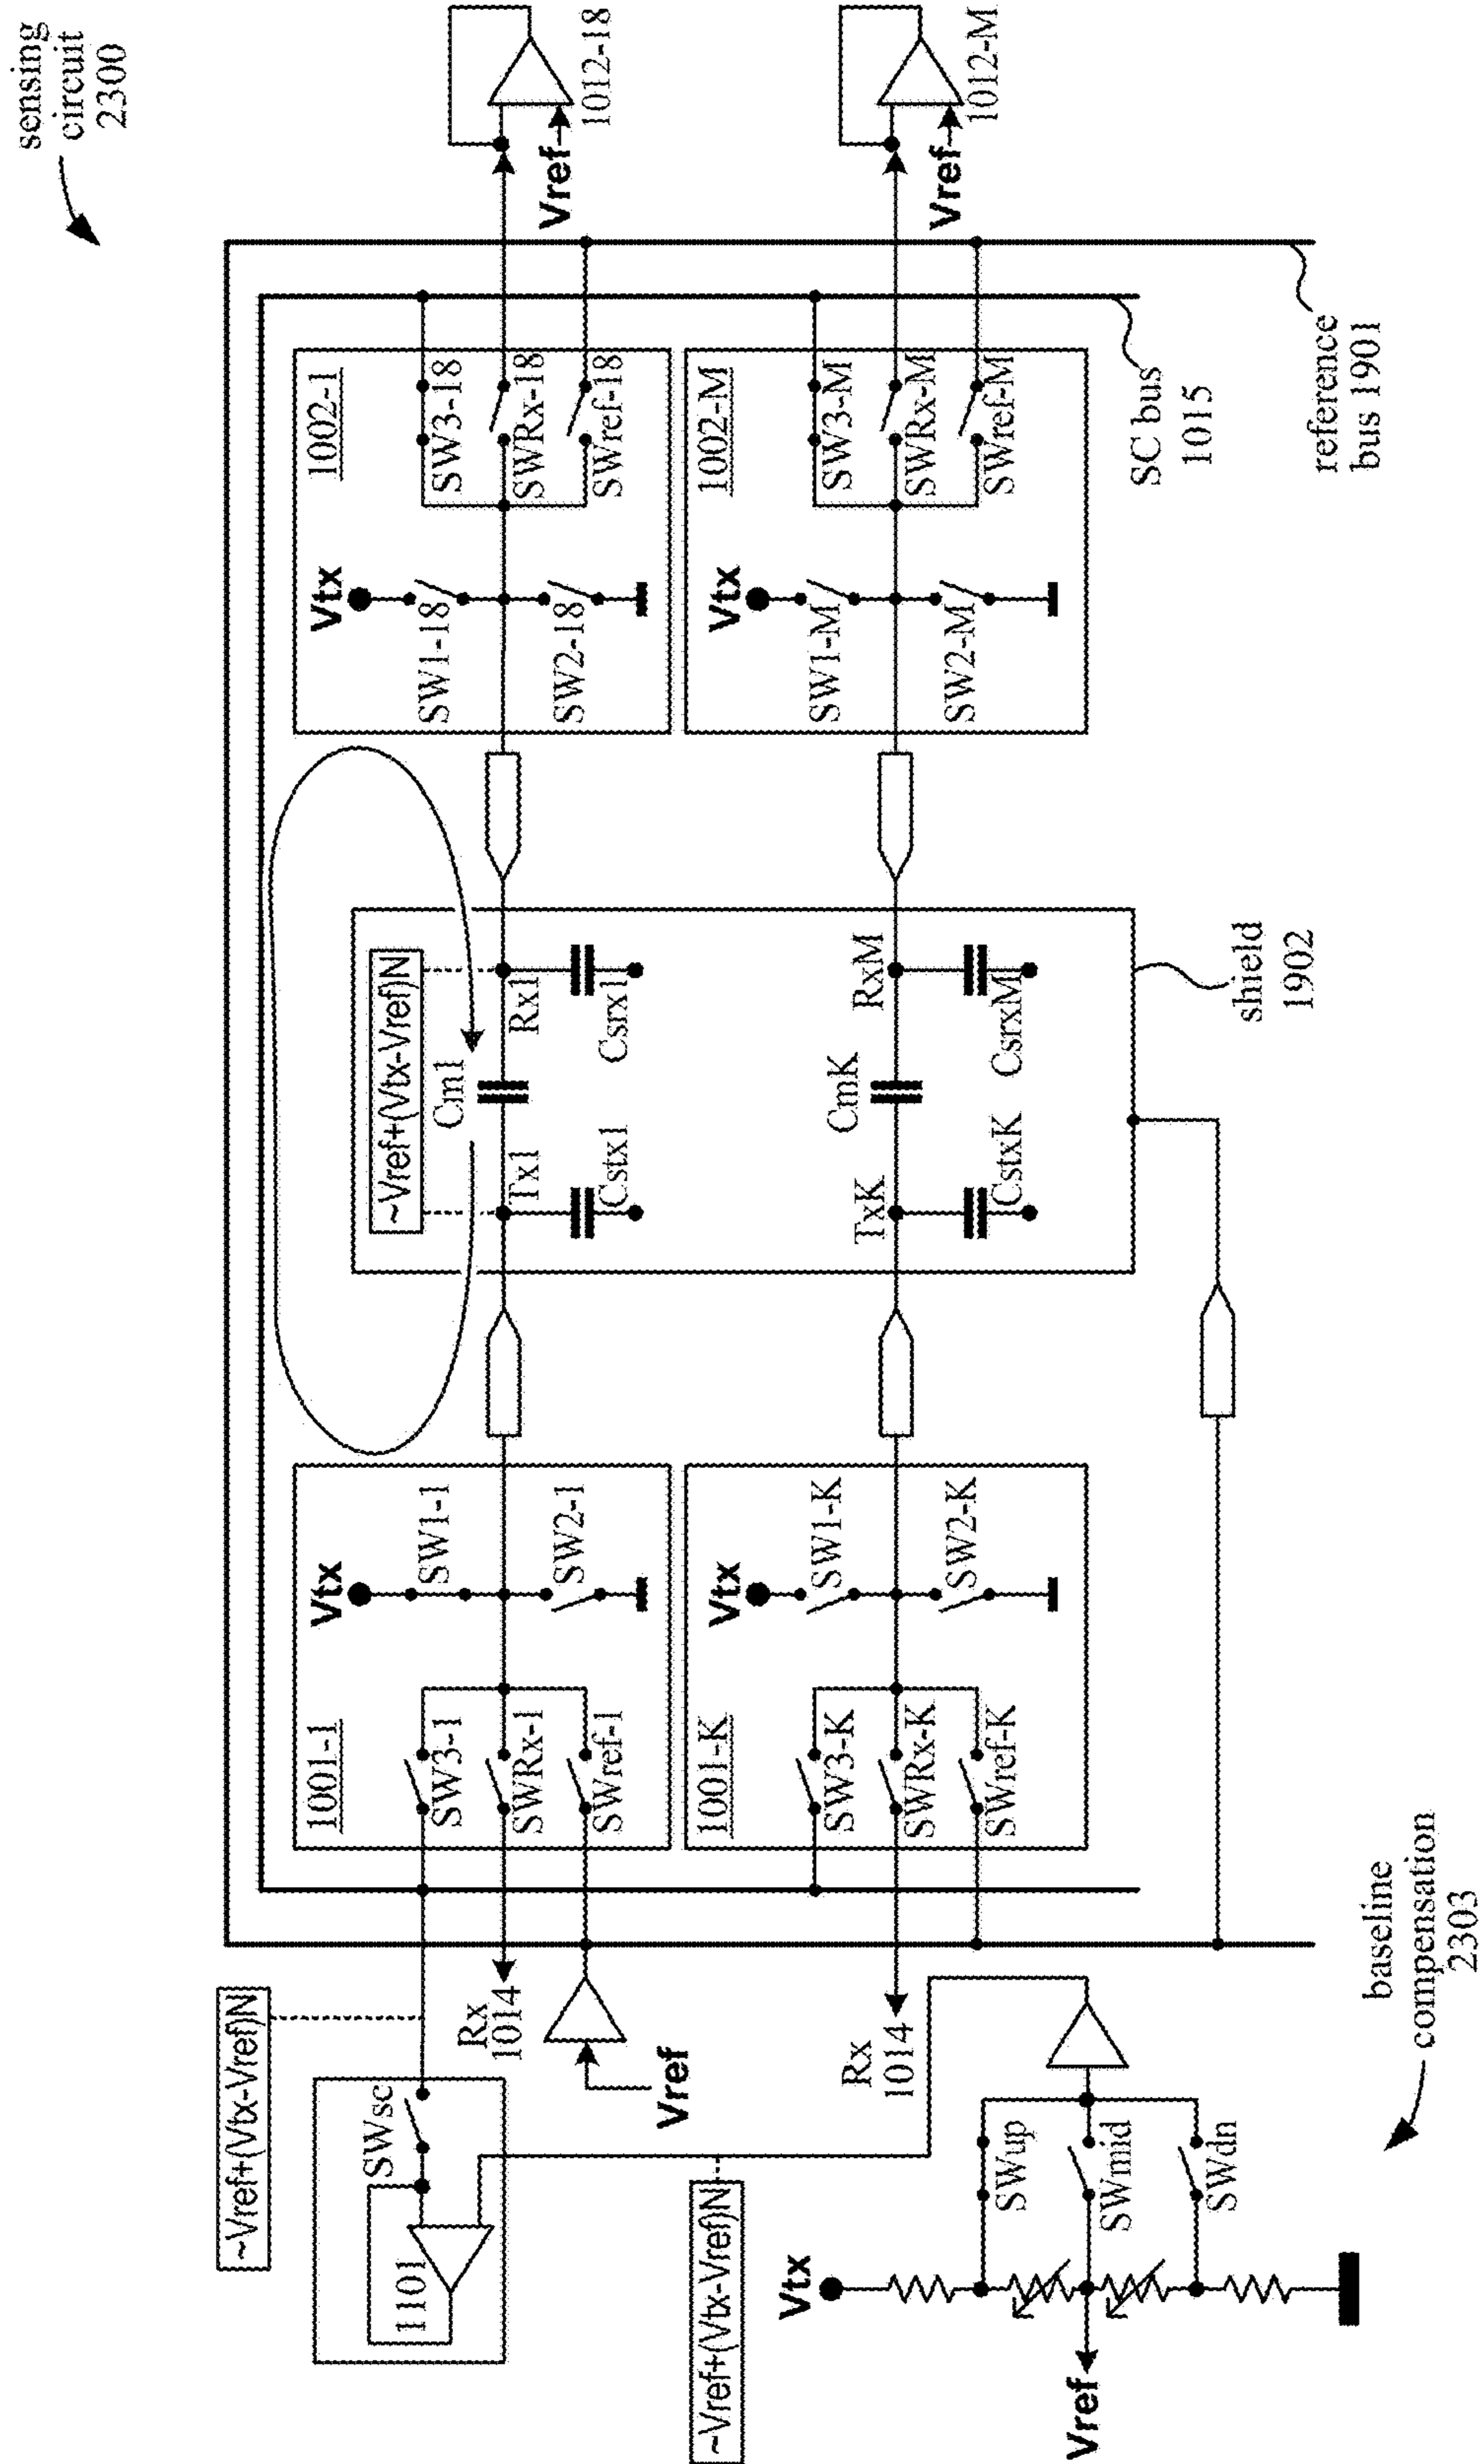 sensing
circuit
2300
1012-18
Vref
1012-M
Vref
1002-1
SW3-18
SWRx-18
SWref-18
Vtx
SW1-18
SW2-18
1002-M
SW3-M
SWRx-M
SWref-M
Vtx
SW1-M
SW2-M
SC bus
1015
reference
bus 1901
~Vref+(Vtx-Vref)N
Cm1
Rx1
Csrx1
Tx1
Cstx1
RxM
CsrxM
CmK
TxK
CstxK
shield
1902
1001-1
Vtx
SW1-1
SW2-1
SW3-1
SWRx-1
SWref-1
1001-K
Vtx
SW1-K
SW2-K
SW3-K
SWRx-K
SWref-K
~Vref+(Vtx-Vref)N
SWsc
1101
Rx
1014
Vref
Rx
1014
~Vref+(Vtx-Vref)N
Vtx
SWup
SWmid
SWdn
Vref
baseline
compensation
2303